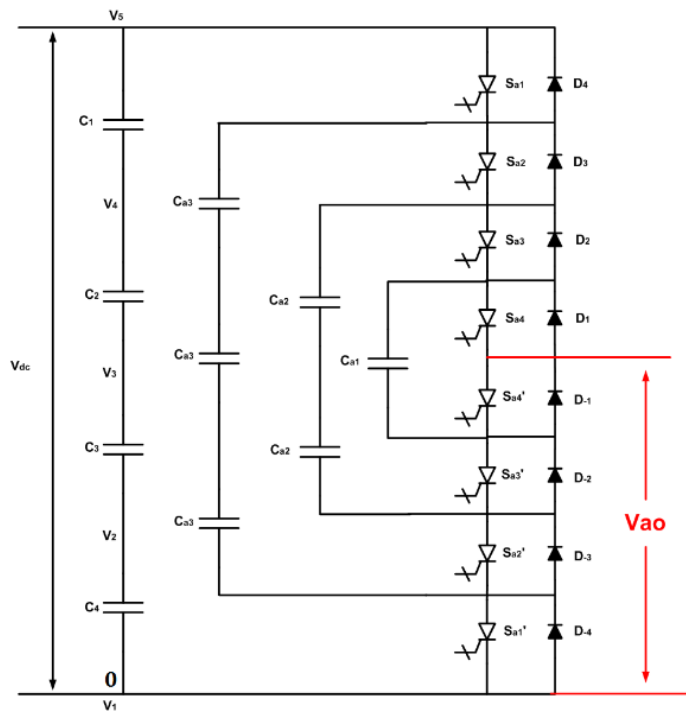 V5
Sa1 D4
C1
Sa2 D3
V4 Ca3
Sa3 D2
C2 Ca2
Sa4 D1
Vdc V3 Ca3 Ca1
Sa4' D-1
C3 Ca2
Sa3' D-2
Vao
Ca3
V2
Sa2' D-3
C4
Sa1' D-4
0
V1